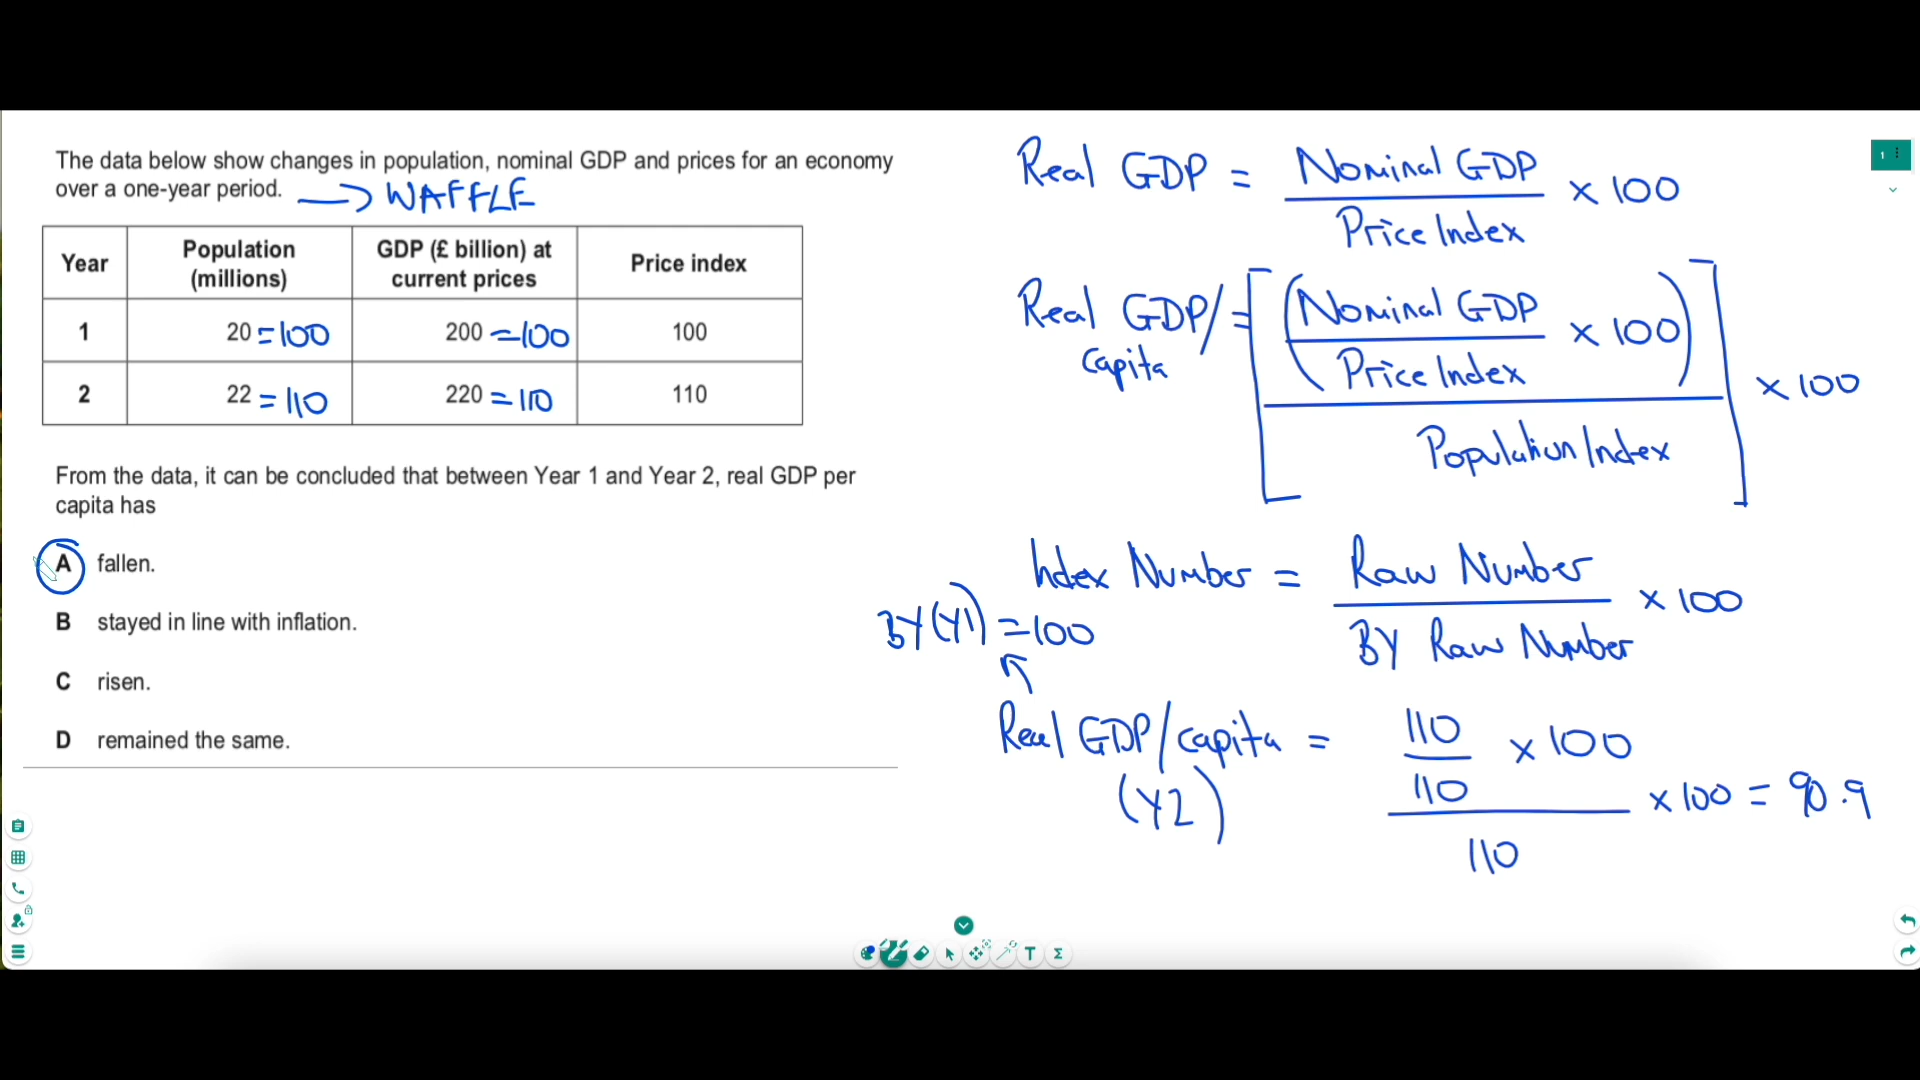 The data below show changes in population, nominal GDP and prices for an economy
over a one-year period. → WAFFLE
Year Population (millions) GDP (£ billion) at current prices Price index
1 20 = 100 200 = 100 100
2 22 = 110 220 = 110 110
From the data, it can be concluded that between Year 1 and Year 2, real GDP per
capita has
A fallen.
B stayed in line with inflation.
C risen.
D remained the same.
Real GDP = Nominal GDP / Price Index × 100
Real GDP/capita = [(Nominal GDP / Price Index × 100) / Population Index] × 100
Index Number = Raw Number / BY Raw Number × 100
BY (Y1) = 100
Real GDP/capita (Y2) = (110 / 110 × 100) / 110 × 100 = 90.9
1
T
Σ